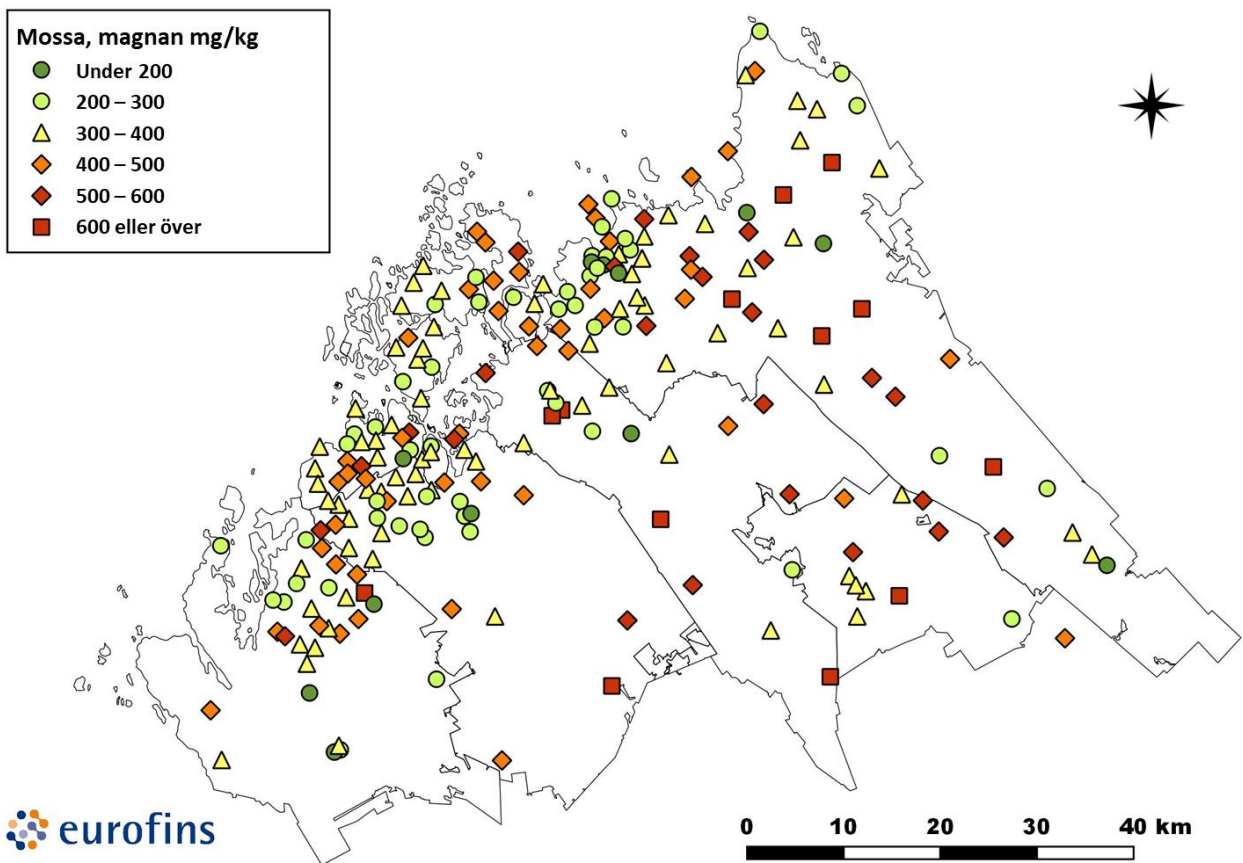 Mossa, magnan mg/kg
Under 200
200 – 300
300 – 400
400 – 500
500 – 600
600 eller över
eurofins
0 10 20 30 40 km